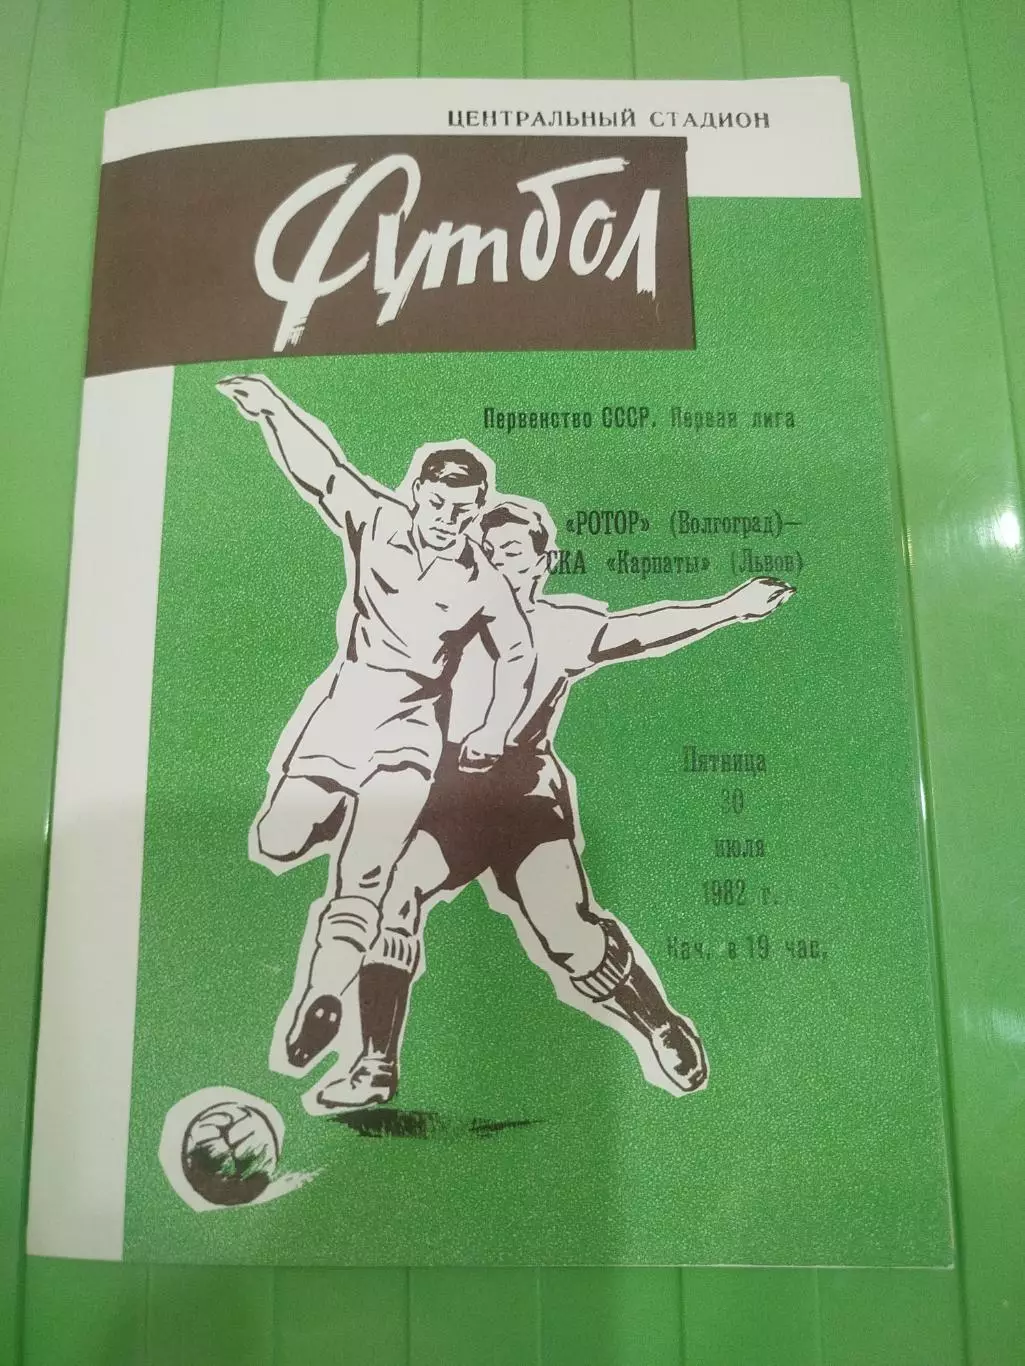 ЦЕНТРАЛЬНЫЙ СТАДИОН
Футбол
Первенство СССР. Первая лига
«РОТОР» (Волгоград)—
СКА «Карпаты» (Львов)
Пятница
30
июля
1982 г.
Нач. в 19 час.